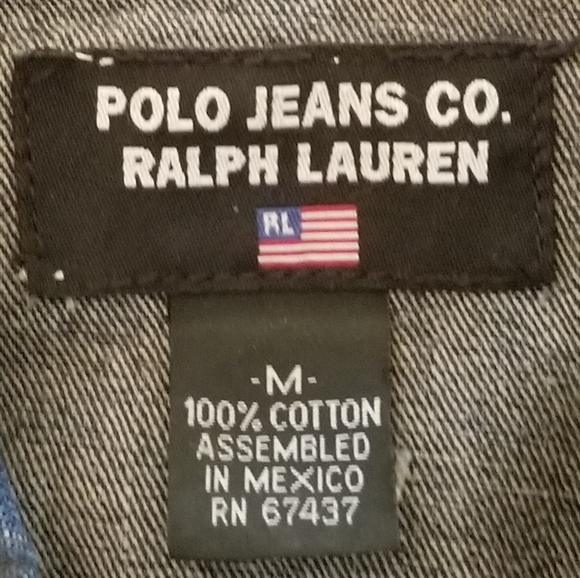 POLO JEANS CO.
RALPH LAUREN
RL
-M-
100% COTTON
ASSEMBLED
IN MEXICO
RN 67437